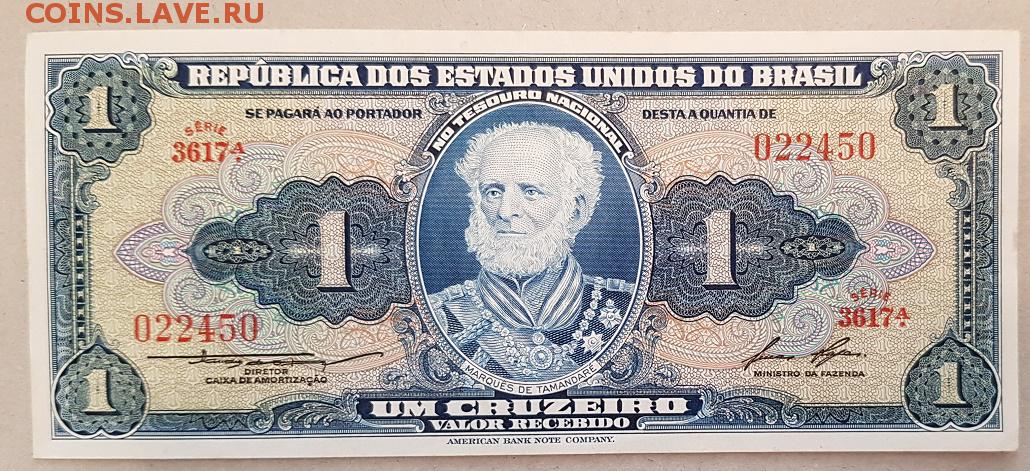 COINS.LAVE.RU
REPÚBLICA DOS ESTADOS UNIDOS DO BRASIL
1
1
SE PAGARÁ AO PORTADOR
NO TESOURO NACIONAL
DESTA A QUANTIA DE
SÉRIE
3617ª
022450
1
1
1
1
022450
SÉRIE
3617ª
DIRETOR
CAIXA DE AMORTIZAÇÃO
MINISTRO DA FAZENDA
MARQUÊS DE TAMANDARÉ
1
1
UM CRUZEIRO
VALOR RECEBIDO
AMERICAN BANK NOTE COMPANY.